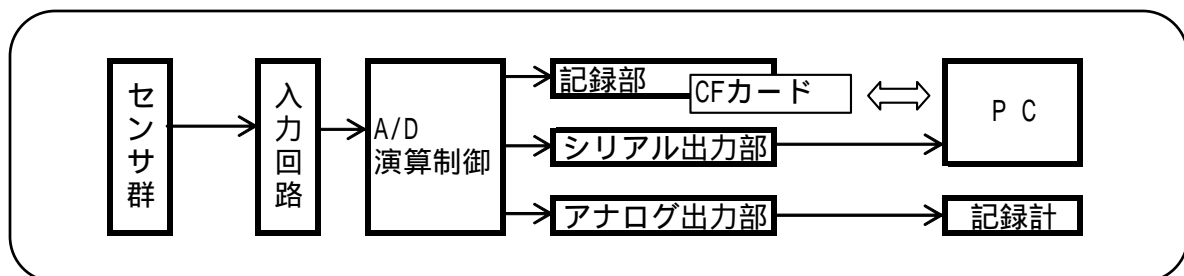 センサ群
入力回路
A/D
演算制御
記録部
CFカード
シリアル出力部
アナログ出力部
PC
記録計